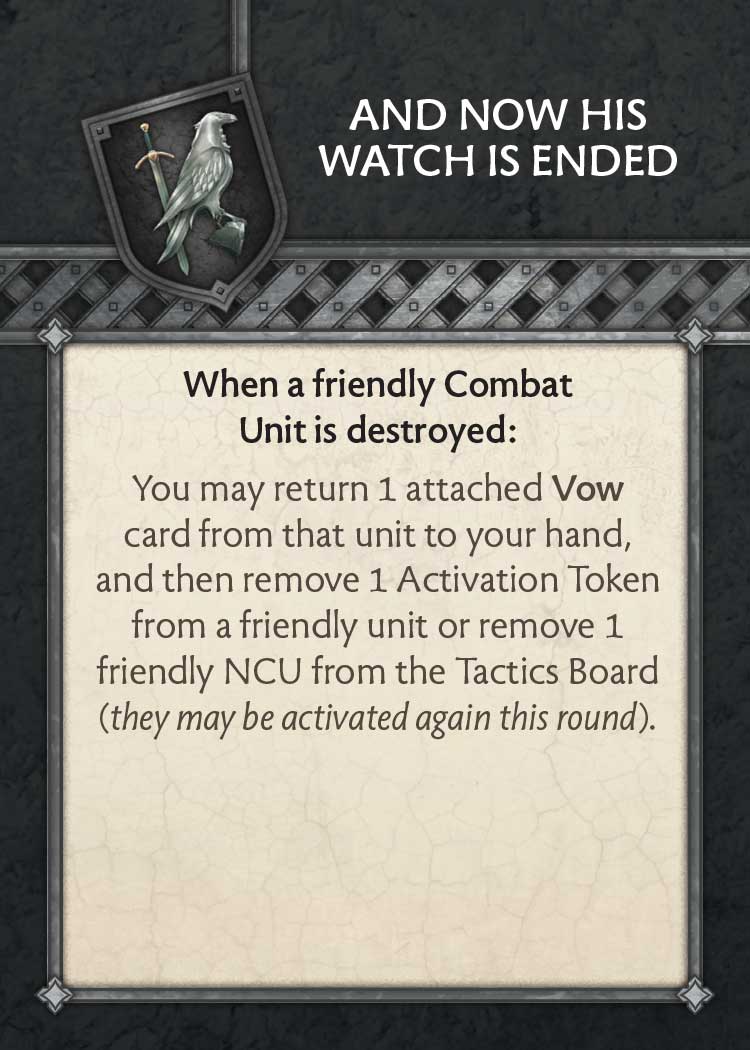 AND NOW HIS
WATCH IS ENDED
When a friendly Combat
Unit is destroyed:
You may return 1 attached Vow
card from that unit to your hand,
and then remove 1 Activation Token
from a friendly unit or remove 1
friendly NCU from the Tactics Board
(they may be activated again this round).